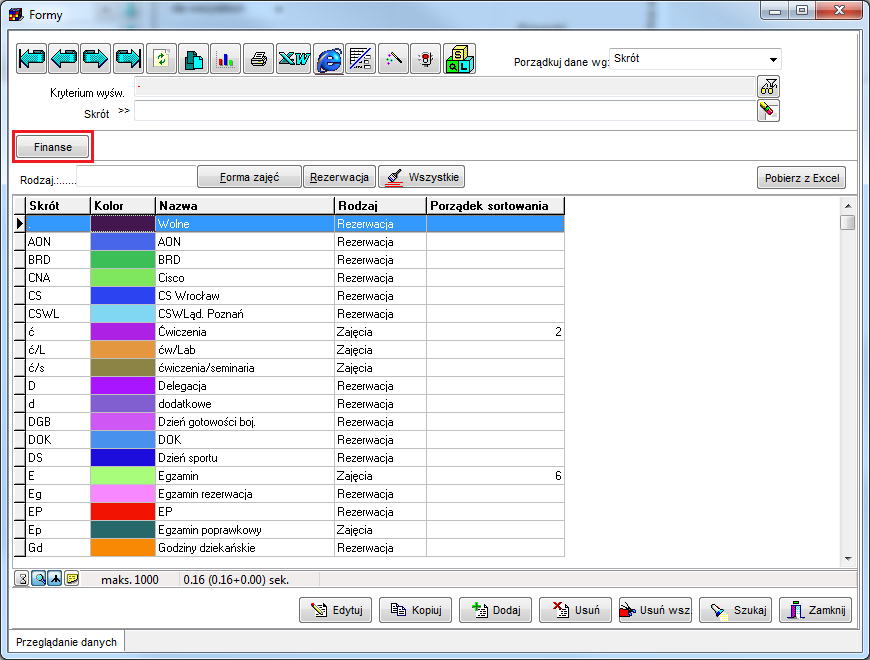 Formy
Porządkuj dane wg: Skrót
Kryterium wyśw.
Skrót >>
Finanse
Rodzaj.:...... Forma zajęć Rezerwacja Wszystkie Pobierz z Excel
Skrót Kolor Nazwa Rodzaj Porządek sortowania
. Wolne Rezerwacja
AON AON Rezerwacja
BRD BRD Rezerwacja
CNA Cisco Rezerwacja
CS CS Wrocław Rezerwacja
CSWL CSWLąd. Poznań Rezerwacja
ć Ćwiczenia Zajęcia 2
ć/L ćw/Lab Zajęcia
ć/s ćwiczenia/seminaria Zajęcia
D Delegacja Rezerwacja
d dodatkowe Rezerwacja
DGB Dzień gotowości boj. Rezerwacja
DOK DOK Rezerwacja
DS Dzień sportu Rezerwacja
E Egzamin Zajęcia 6
Eg Egzamin rezerwacja Rezerwacja
EP EP Rezerwacja
Ep Egzamin poprawkowy Zajęcia
Gd Godziny dziekańskie Rezerwacja
maks. 1000 0.16 (0.16+0.00) sek.
Edytuj Kopiuj Dodaj Usuń Usuń wsz. Szukaj Zamknij
Przeglądanie danych